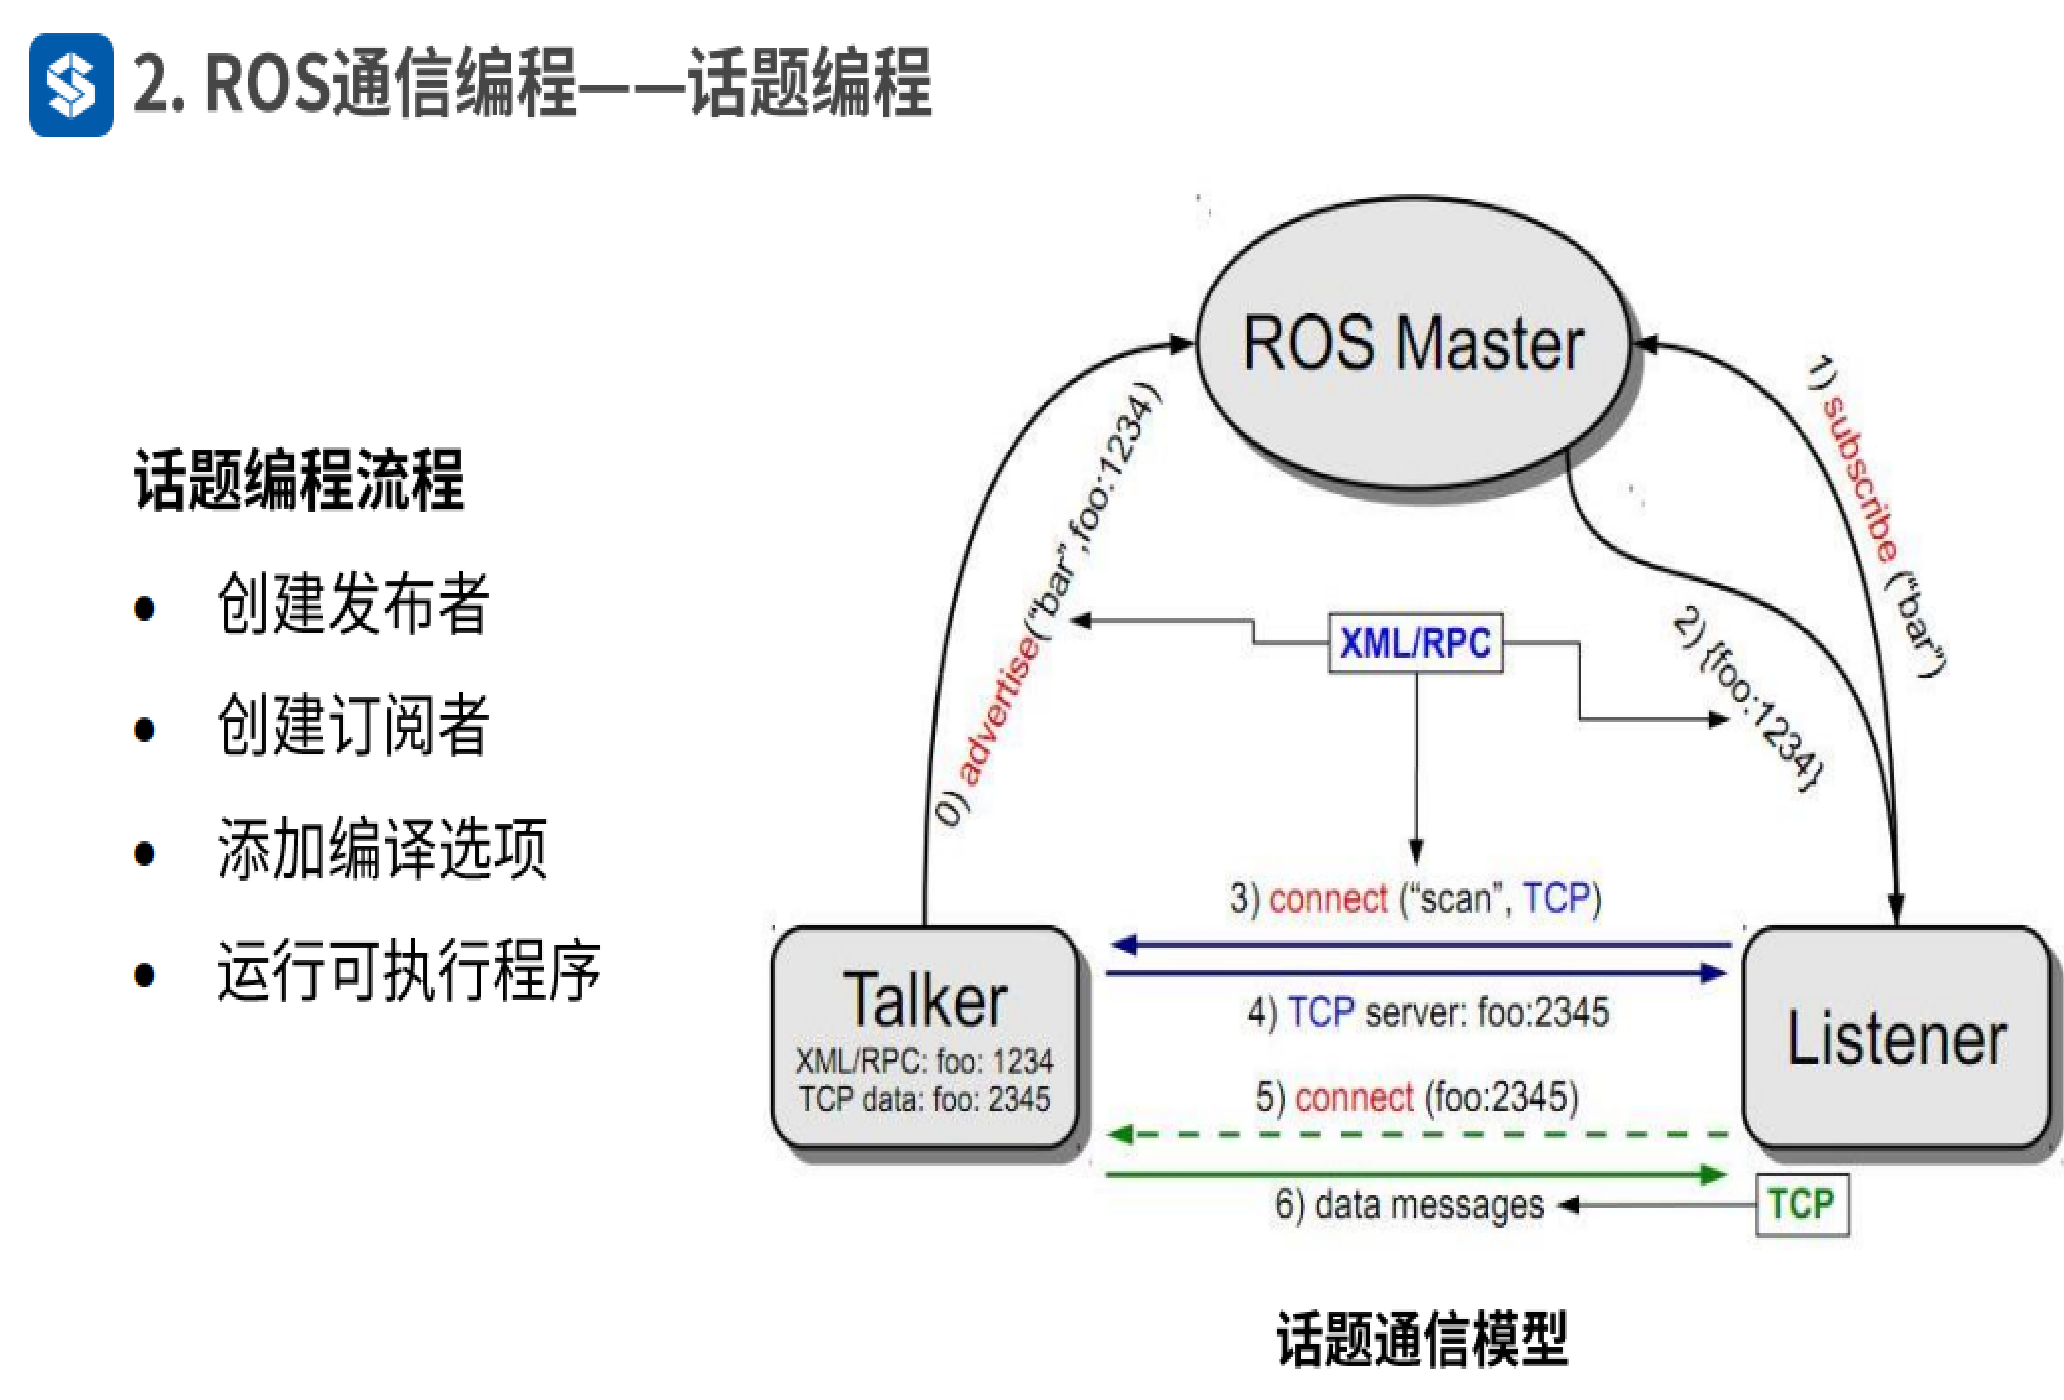 2. ROS通信编程——话题编程
话题编程流程
• 创建发布者
• 创建订阅者
• 添加编译选项
• 运行可执行程序
ROS Master
0) advertise(“bar”,foo:1234)
1) subscribe (“bar”)
XML/RPC
2) {foo:1234}
3) connect (“scan”, TCP)
4) TCP server: foo:2345
5) connect (foo:2345)
6) data messages
Talker
XML/RPC: foo: 1234
TCP data: foo: 2345
Listener
TCP
话题通信模型